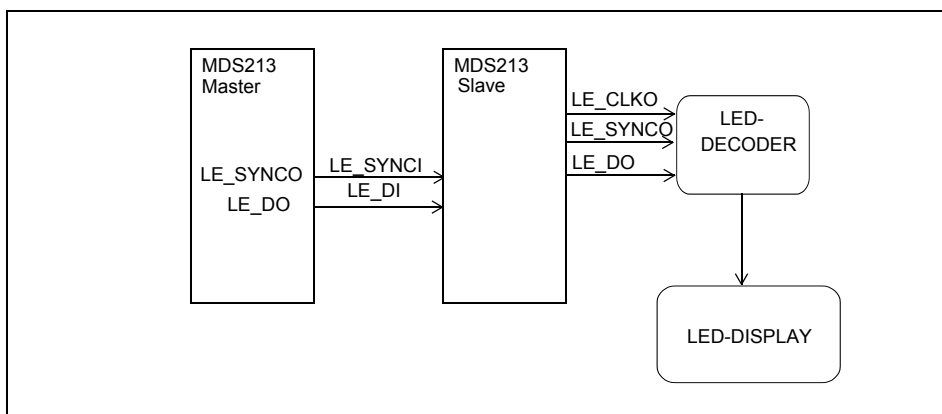 MDS213
Master
MDS213
Slave
LE_CLKO
LE_SYNCO
LE_DO
LED-
DECODER
LE_SYNCO
LE_DO
LE_SYNCI
LE_DI
LED-DISPLAY